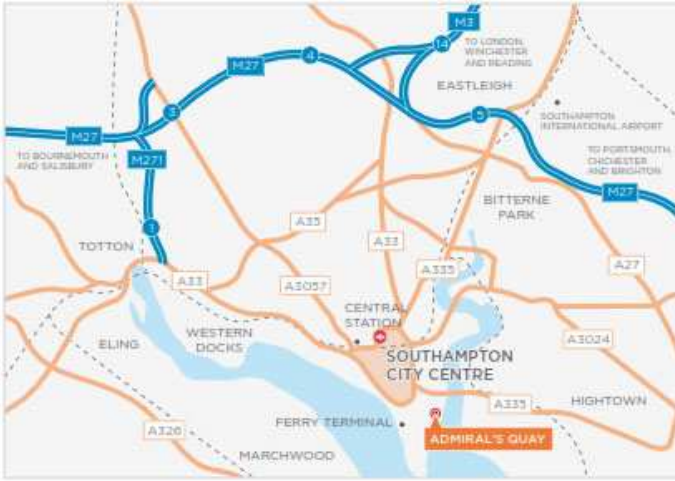 M3
14
TO LONDON,
WINCHESTER
AND READING
4
M27
EASTLEIGH
3
5
SOUTHAMPTON
INTERNATIONAL AIRPORT
M27
TO BOURNEMOUTH
AND SALISBURY
M271
TO PORTSMOUTH,
CHICHESTER
AND BRIGHTON
M27
BITTERNE
PARK
1
A35
TOTTON
A33
A335
A27
A33
A3057
CENTRAL
STATION
WESTERN
DOCKS
ELING
A3024
SOUTHAMPTON
CITY CENTRE
A335
HIGHTOWN
FERRY TERMINAL
A326
ADMIRAL'S QUAY
MARCHWOOD